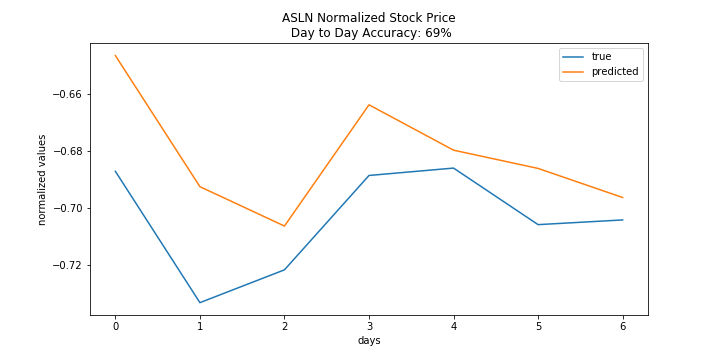 ASLN Normalized Stock Price
Day to Day Accuracy: 69%
true
predicted
normalized values
−0.66
−0.68
−0.70
−0.72
0 1 2 3 4 5 6
days